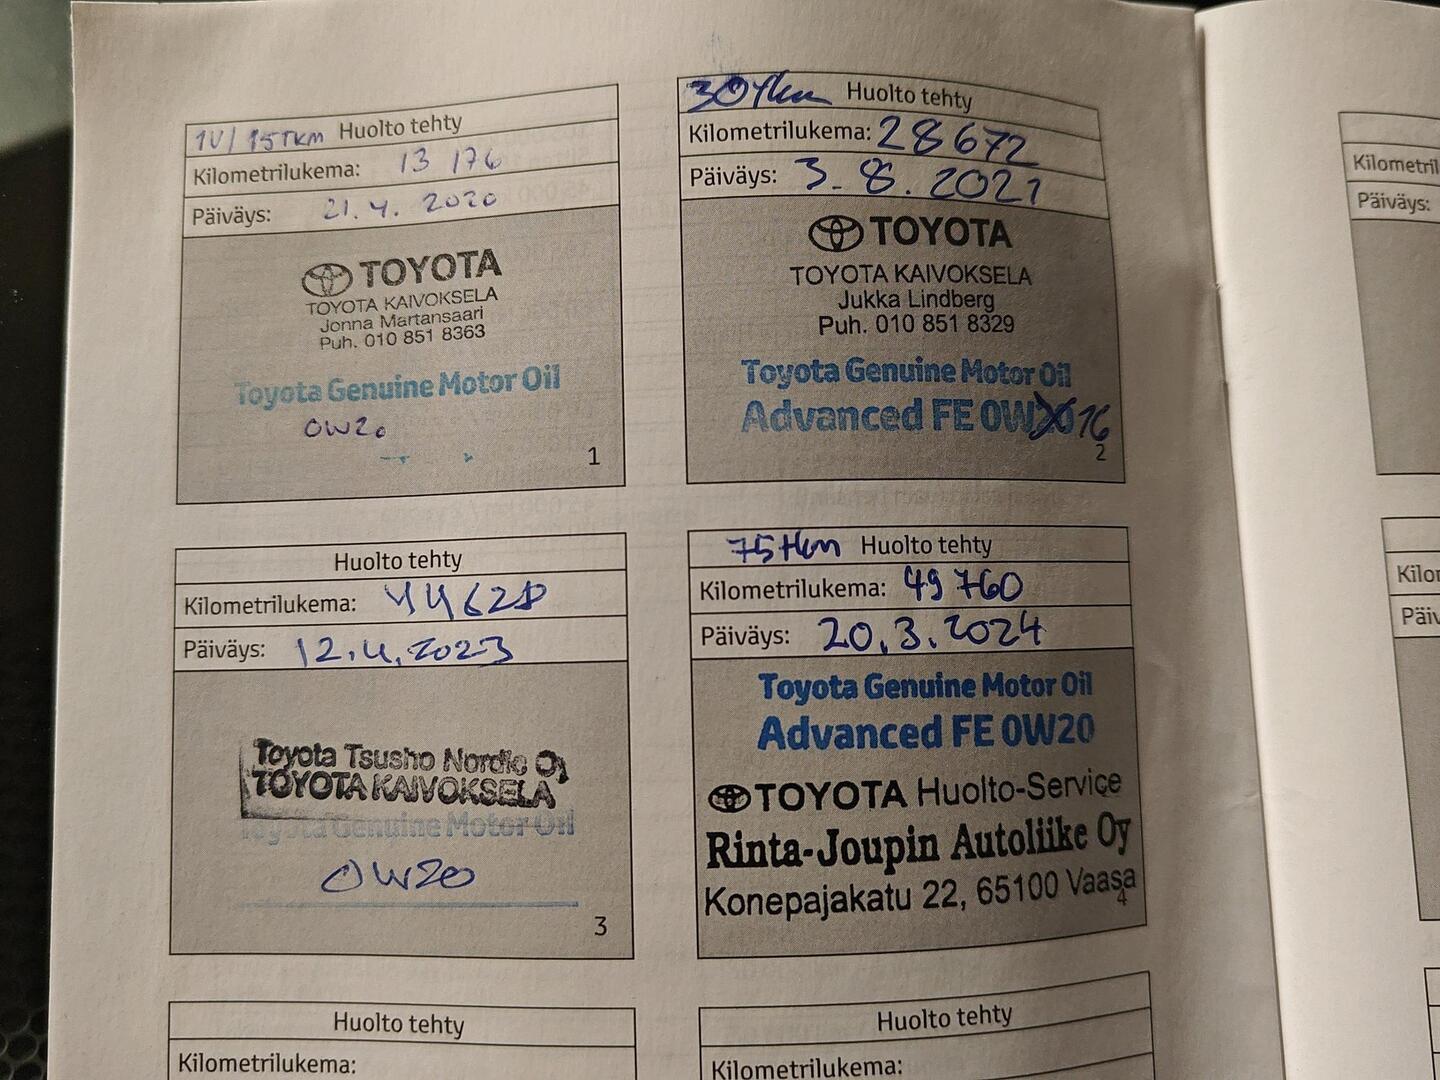 1V/15TKM Huolto tehty
Kilometrilukema: 13 176
Päiväys: 21.4. 2020
TOYOTA
TOYOTA KAIVOKSELA
Jonna Martansaari
Puh. 010 851 8363
Toyota Genuine Motor Oil
0W20
1
30tkm Huolto tehty
Kilometrilukema: 28672
Päiväys: 3.8.2021
TOYOTA
TOYOTA KAIVOKSELA
Jukka Lindberg
Puh. 010 851 8329
Toyota Genuine Motor Oil
Advanced FE 0W20 16
2
Huolto tehty
Kilometrilukema: 44628
Päiväys: 12.4.2023
Toyota Tsusho Nordic Oy
TOYOTA KAIVOKSELA
Toyota Genuine Motor Oil
0W20
3
75tkm Huolto tehty
Kilometrilukema: 49760
Päiväys: 20.3.2024
Toyota Genuine Motor Oil
Advanced FE 0W20
TOYOTA Huolto-Service
Rinta-Joupin Autoliike Oy
Konepajakatu 22, 65100 Vaasa
4
Huolto tehty
Kilometrilukema:
Huolto tehty
Kilometrilukema:
Kilometril
Päiväys:
Kilor
Päiv